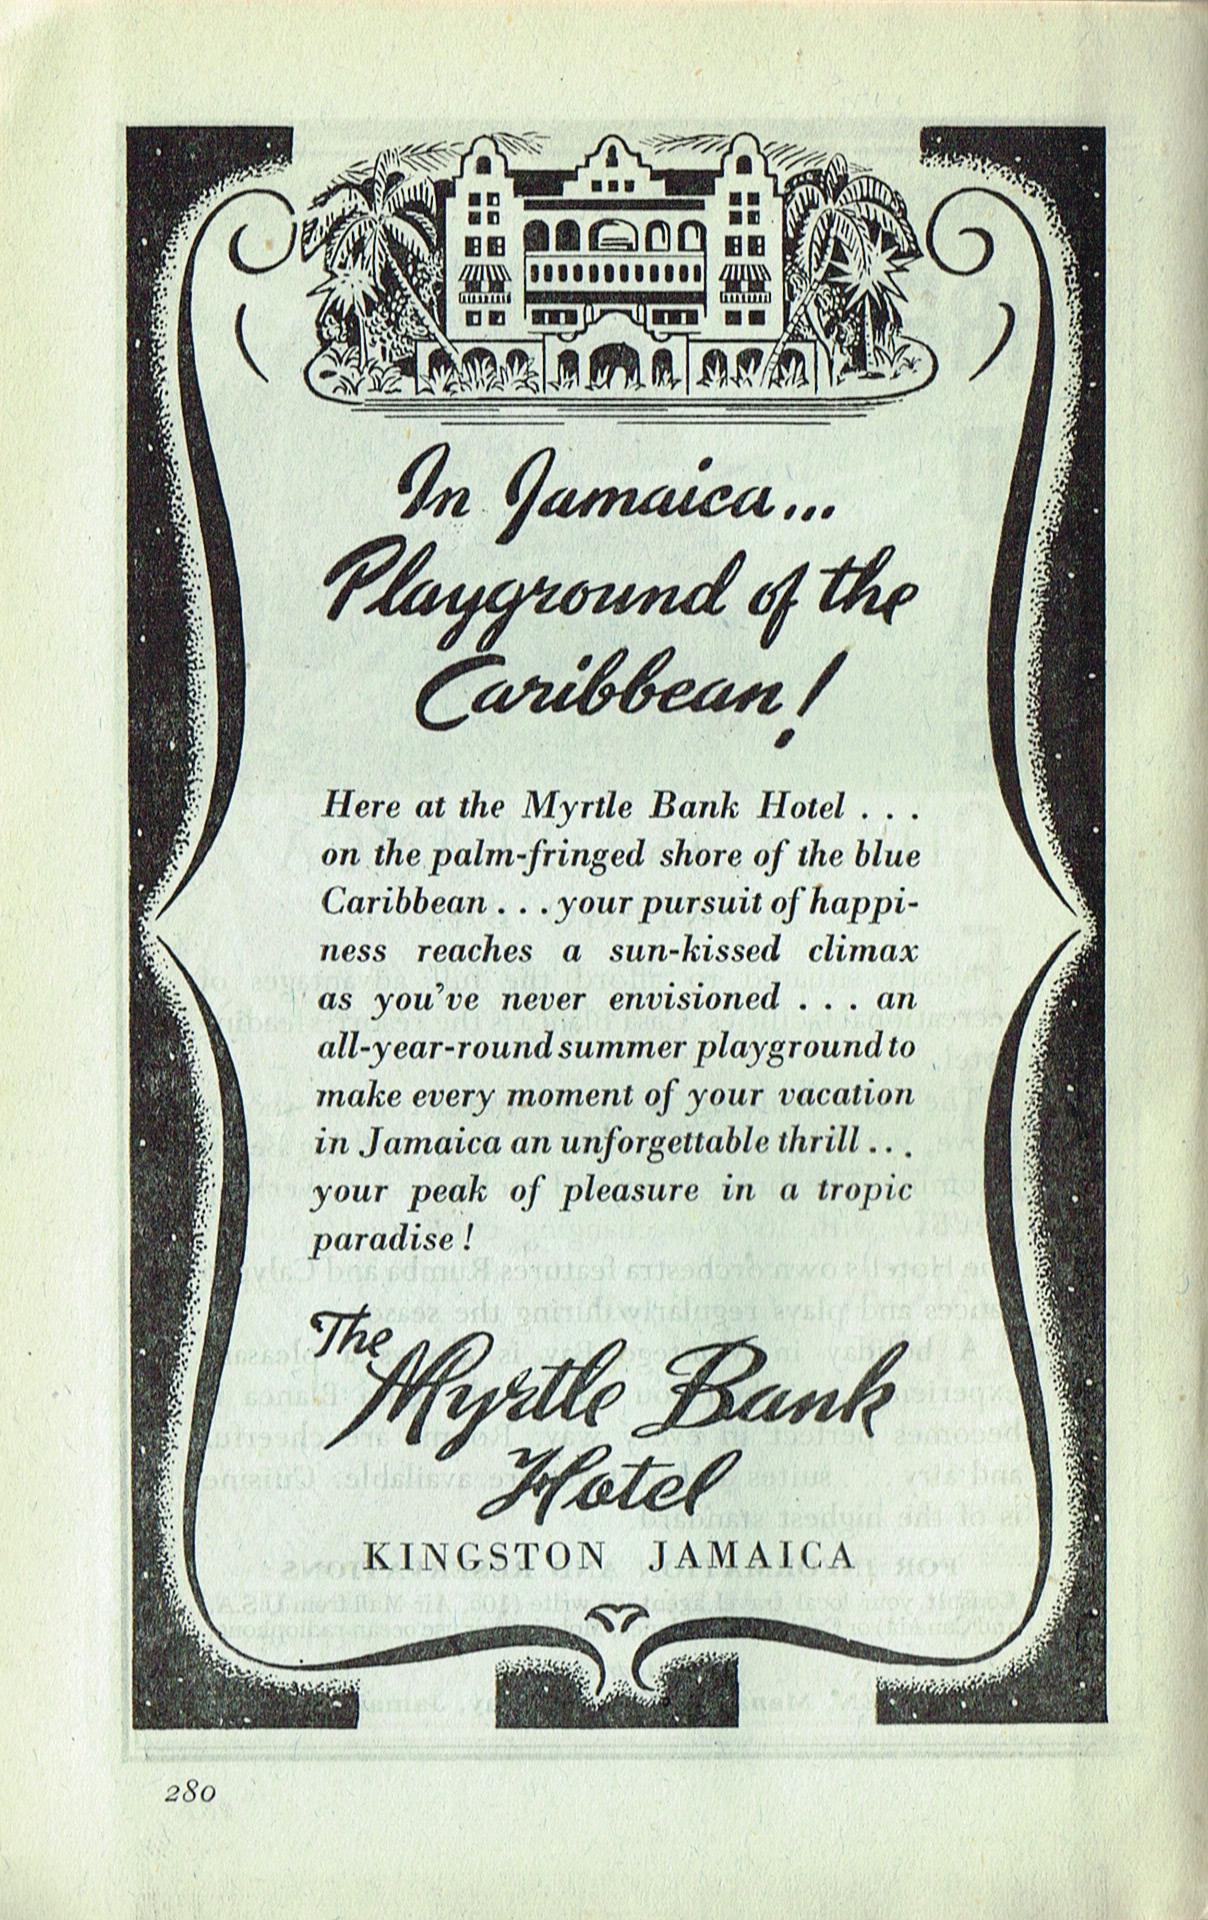 In Jamaica...
Playground of the
Caribbean!
Here at the Myrtle Bank Hotel . . .
on the palm-fringed shore of the blue
Caribbean . . . your pursuit of happi-
ness reaches a sun-kissed climax
as you've never envisioned . . . an
all-year-round summer playground to
make every moment of your vacation
in Jamaica an unforgettable thrill . . .
your peak of pleasure in a tropic
paradise !
The
Myrtle Bank
Hotel
KINGSTON JAMAICA
280